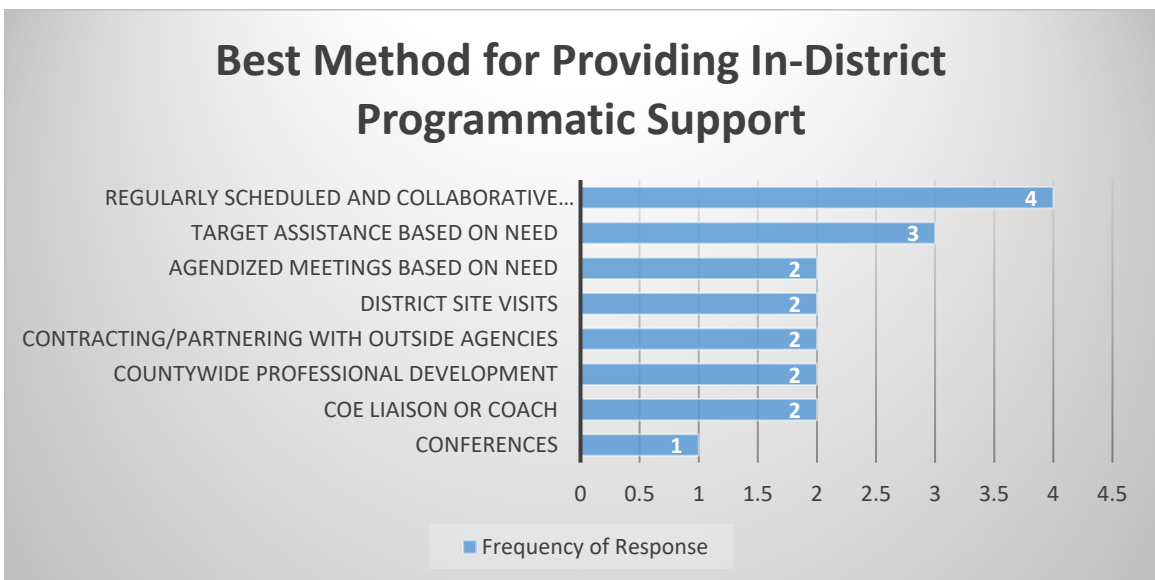 Best Method for Providing In-District
Programmatic Support
REGULARLY SCHEDULED AND COLLABORATIVE...
4
TARGET ASSISTANCE BASED ON NEED
3
AGENDIZED MEETINGS BASED ON NEED
2
DISTRICT SITE VISITS
2
CONTRACTING/PARTNERING WITH OUTSIDE AGENCIES
2
COUNTYWIDE PROFESSIONAL DEVELOPMENT
2
COE LIAISON OR COACH
2
CONFERENCES
1
0 0.5 1 1.5 2 2.5 3 3.5 4 4.5
Frequency of Response